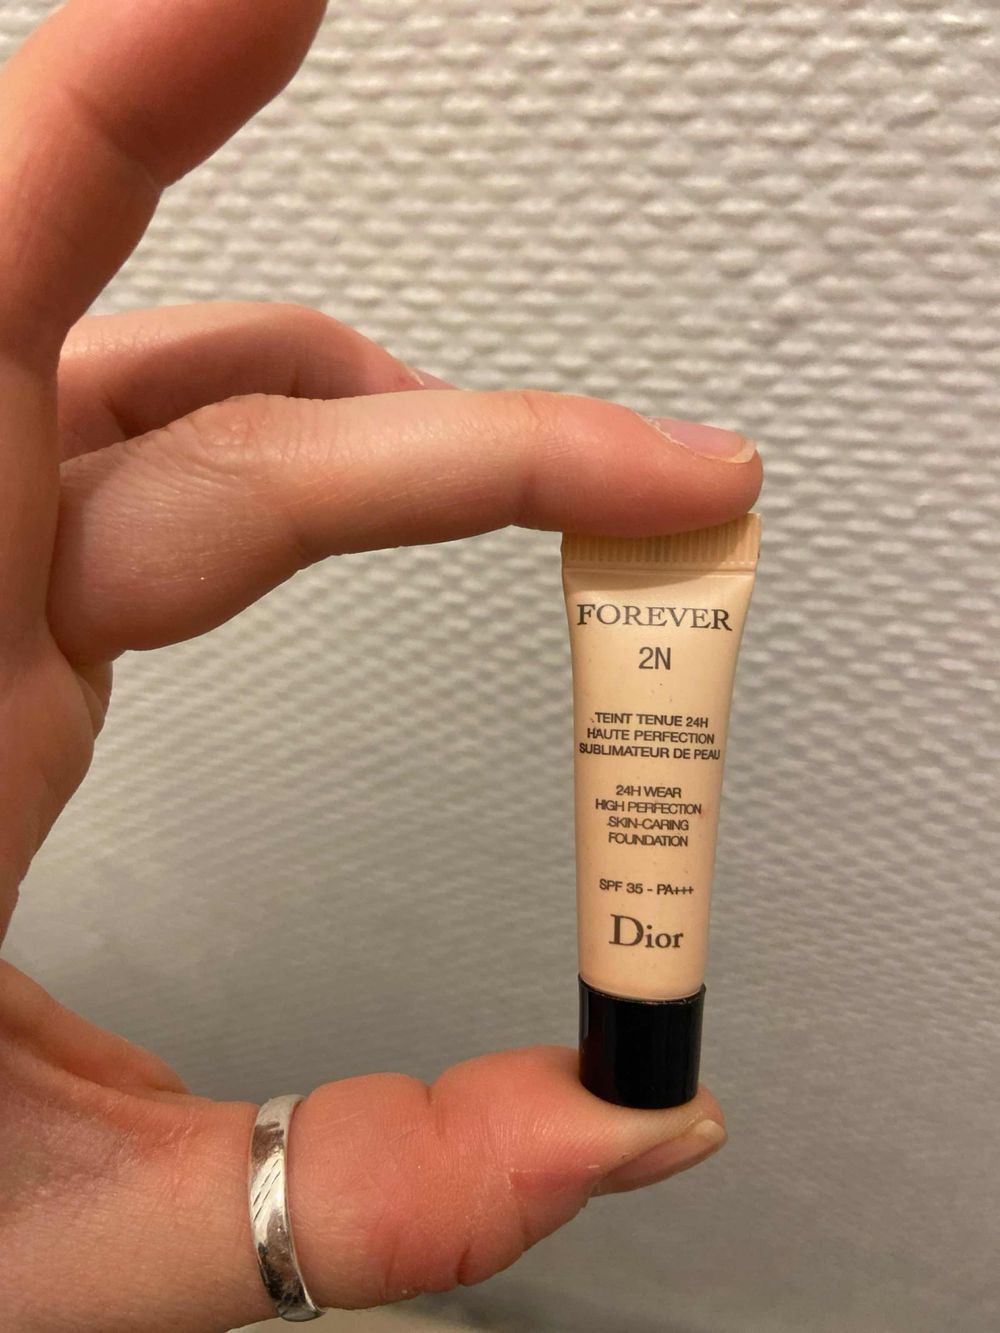 FOREVER
2N
TEINT TENUE 24H
HAUTE PERFECTION
SUBLIMATEUR DE PEAU
24H WEAR
HIGH PERFECTION
SKIN-CARING
FOUNDATION
SPF 35 - PA+++
Dior